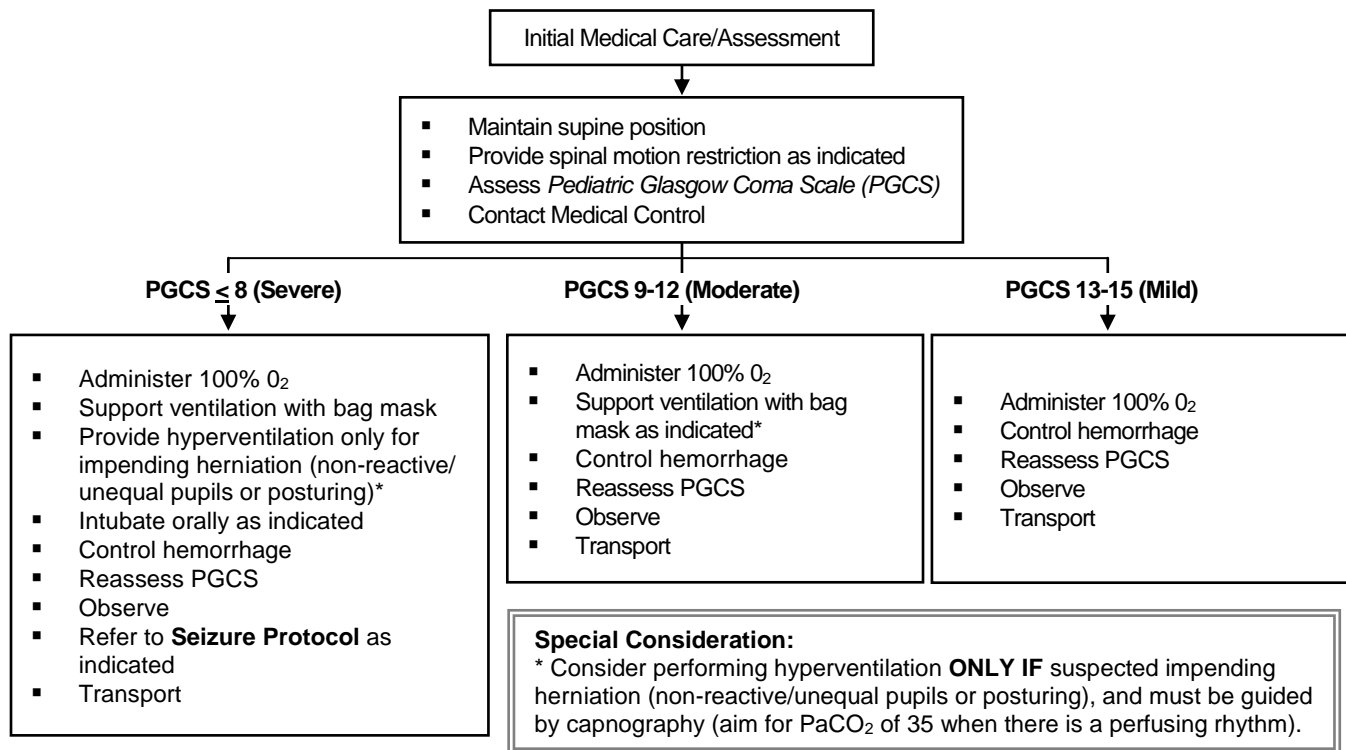 Initial Medical Care/Assessment
▪ Maintain supine position
▪ Provide spinal motion restriction as indicated
▪ Assess Pediatric Glasgow Coma Scale (PGCS)
▪ Contact Medical Control
PGCS ≤ 8 (Severe)
▪ Administer 100% 0₂
▪ Support ventilation with bag mask
▪ Provide hyperventilation only for
impending herniation (non-reactive/
unequal pupils or posturing)*
▪ Intubate orally as indicated
▪ Control hemorrhage
▪ Reassess PGCS
▪ Observe
▪ Refer to Seizure Protocol as
indicated
▪ Transport
PGCS 9-12 (Moderate)
▪ Administer 100% 0₂
▪ Support ventilation with bag
mask as indicated*
▪ Control hemorrhage
▪ Reassess PGCS
▪ Observe
▪ Transport
PGCS 13-15 (Mild)
▪ Administer 100% 0₂
▪ Control hemorrhage
▪ Reassess PGCS
▪ Observe
▪ Transport
Special Consideration:
* Consider performing hyperventilation ONLY IF suspected impending
herniation (non-reactive/unequal pupils or posturing), and must be guided
by capnography (aim for PaCO₂ of 35 when there is a perfusing rhythm).